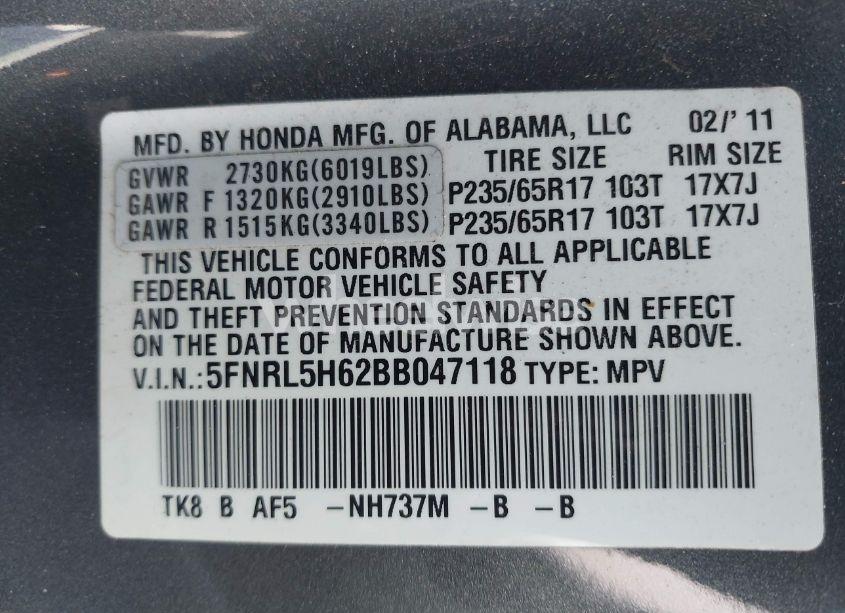 MFD. BY HONDA MFG. OF ALABAMA, LLC 02/' 11
GVWR 2730KG(6019LBS) TIRE SIZE RIM SIZE
GAWR F 1320KG(2910LBS) P235/65R17 103T 17X7J
GAWR R 1515KG(3340LBS) P235/65R17 103T 17X7J
THIS VEHICLE CONFORMS TO ALL APPLICABLE
FEDERAL MOTOR VEHICLE SAFETY
AND THEFT PREVENTION STANDARDS IN EFFECT
ON THE DATE OF MANUFACTURE SHOWN ABOVE.
V.I.N.:5FNRL5H62BB047118 TYPE: MPV
TK8 B AF5 -NH737M -B -B